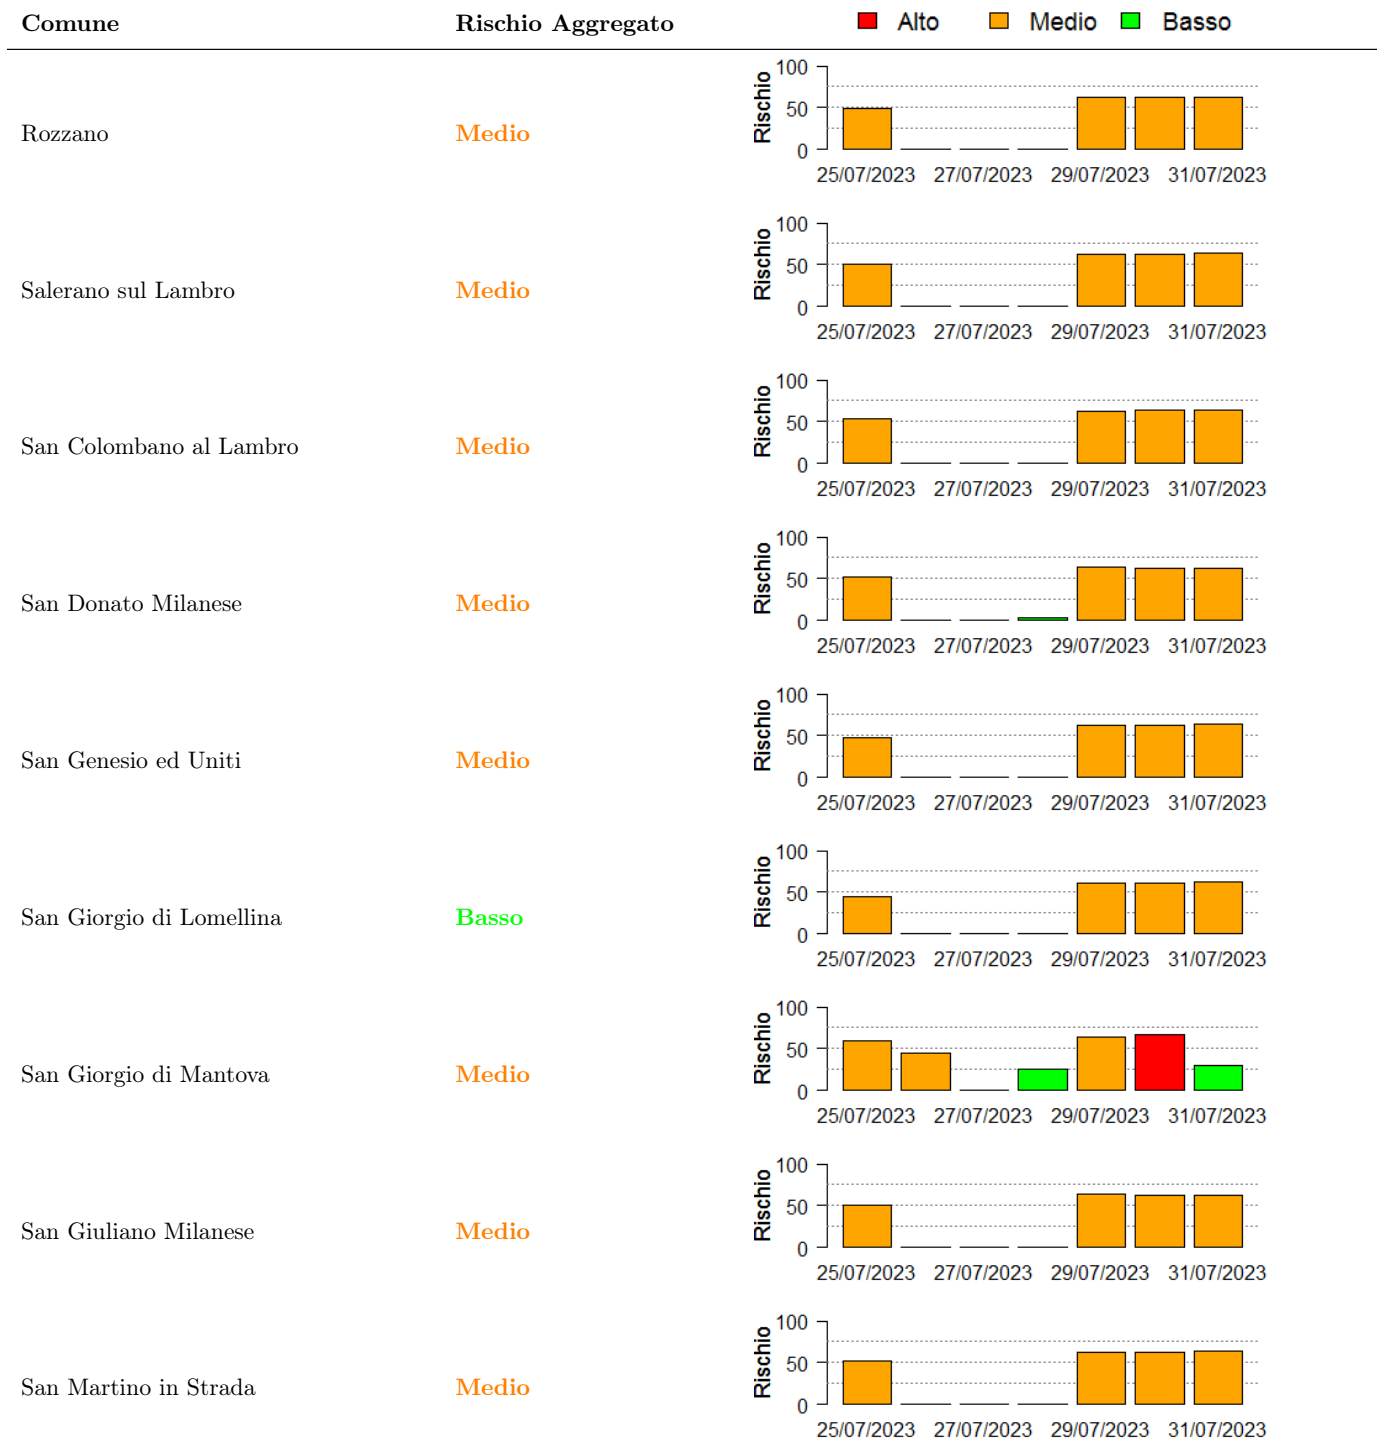 Comune Rischio Aggregato Alto Medio Basso
100
50
0
Rischio
Rozzano Medio
25/07/2023 27/07/2023 29/07/2023 31/07/2023
100
50
0
Rischio
Salerano sul Lambro Medio
25/07/2023 27/07/2023 29/07/2023 31/07/2023
100
50
0
Rischio
San Colombano al Lambro Medio
25/07/2023 27/07/2023 29/07/2023 31/07/2023
100
50
0
Rischio
San Donato Milanese Medio
25/07/2023 27/07/2023 29/07/2023 31/07/2023
100
50
0
Rischio
San Genesio ed Uniti Medio
25/07/2023 27/07/2023 29/07/2023 31/07/2023
100
50
0
Rischio
San Giorgio di Lomellina Basso
25/07/2023 27/07/2023 29/07/2023 31/07/2023
100
50
0
Rischio
San Giorgio di Mantova Medio
25/07/2023 27/07/2023 29/07/2023 31/07/2023
100
50
0
Rischio
San Giuliano Milanese Medio
25/07/2023 27/07/2023 29/07/2023 31/07/2023
100
50
0
Rischio
San Martino in Strada Medio
25/07/2023 27/07/2023 29/07/2023 31/07/2023